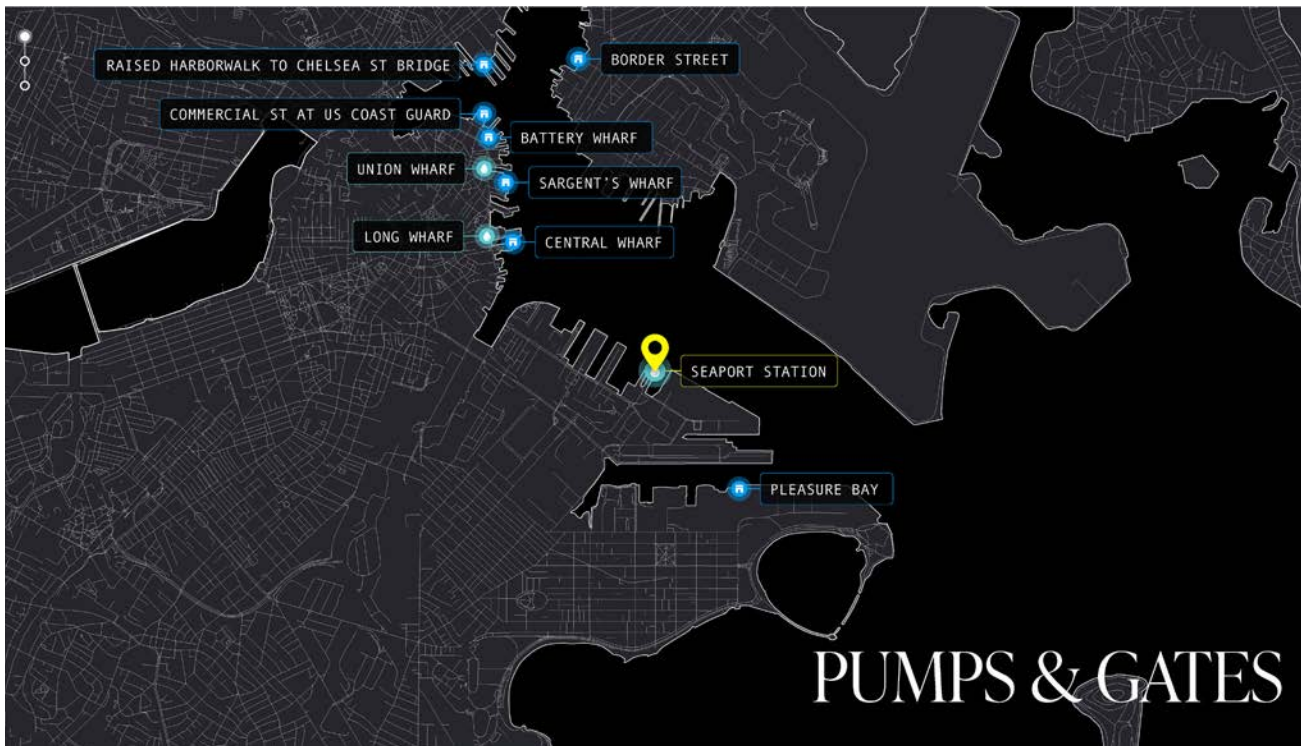 RAISED HARBORWALK TO CHELSEA ST BRIDGE
BORDER STREET
COMMERCIAL ST AT US COAST GUARD
BATTERY WHARF
UNION WHARF
SARGENT'S WHARF
LONG WHARF
CENTRAL WHARF
SEAPORT STATION
PLEASURE BAY
PUMPS & GATES